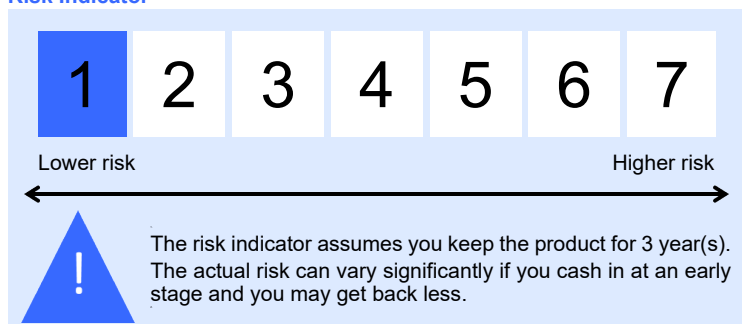 Risk Indicator
1 2 3 4 5 6 7
Lower risk Higher risk
!
The risk indicator assumes you keep the product for 3 year(s).
The actual risk can vary significantly if you cash in at an early
stage and you may get back less.